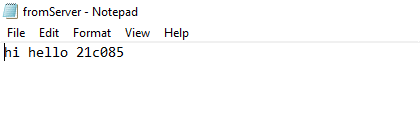 fromServer - Notepad
File Edit Format View Help
hi hello 21c085